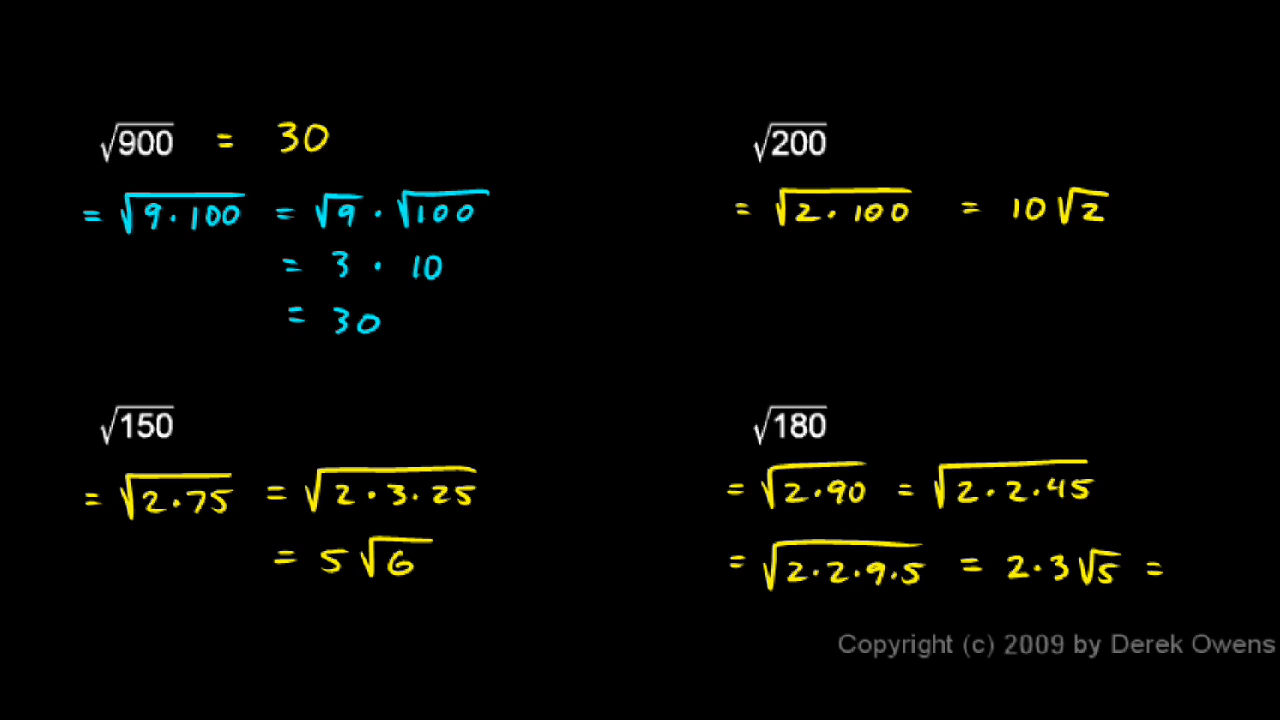 √900 = 30
= √9·100 = √9 · √100
= 3 · 10
= 30
√200
= √2·100 = 10√2
√150
= √2·75 = √2·3·25
= 5√6
√180
= √2·90 = √2·2·45
= √2·2·9·5 = 2·3√5 =
Copyright (c) 2009 by Derek Owens